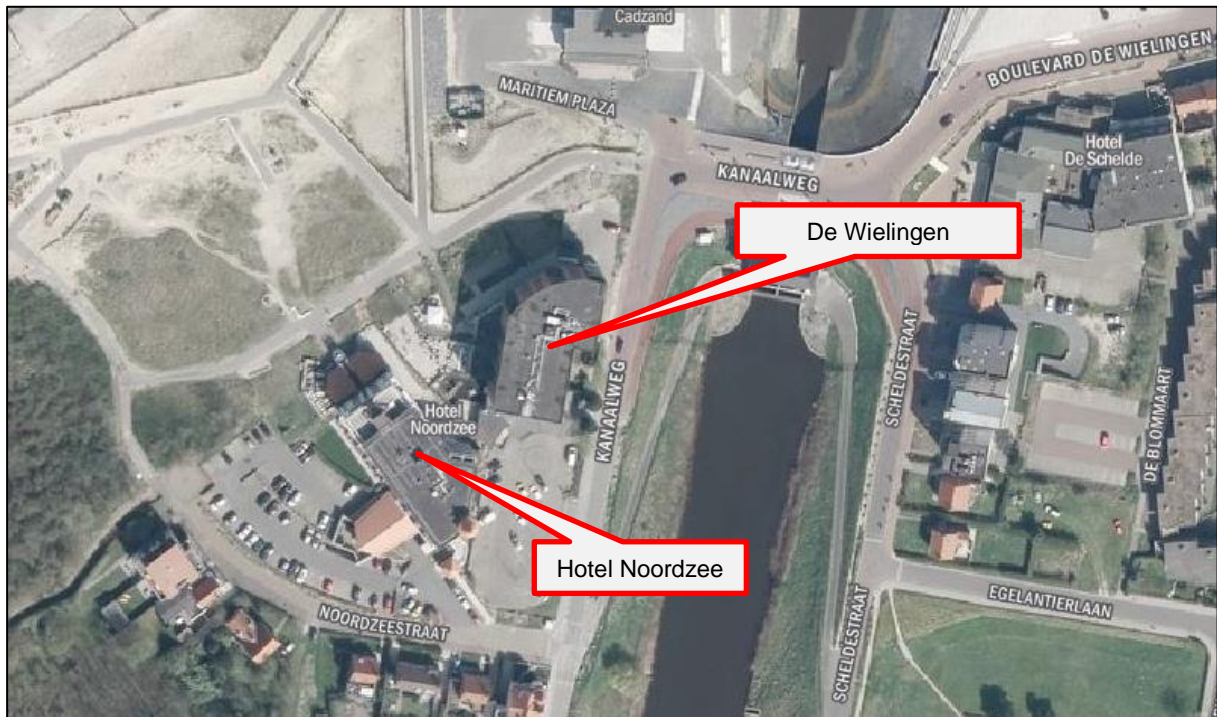 Cadzand
MARITIEM PLAZA
BOULEVARD DE WIELINGEN
Hotel
De Schelde
KANAALWEG
De Wielingen
KANAALWEG
SCHELDESTRAAT
Hotel
Noordzee
DE BLOMMAART
Hotel Noordzee
EGELANTIERLAAN
NOORDZEESTRAAT
SCHELDESTRAAT